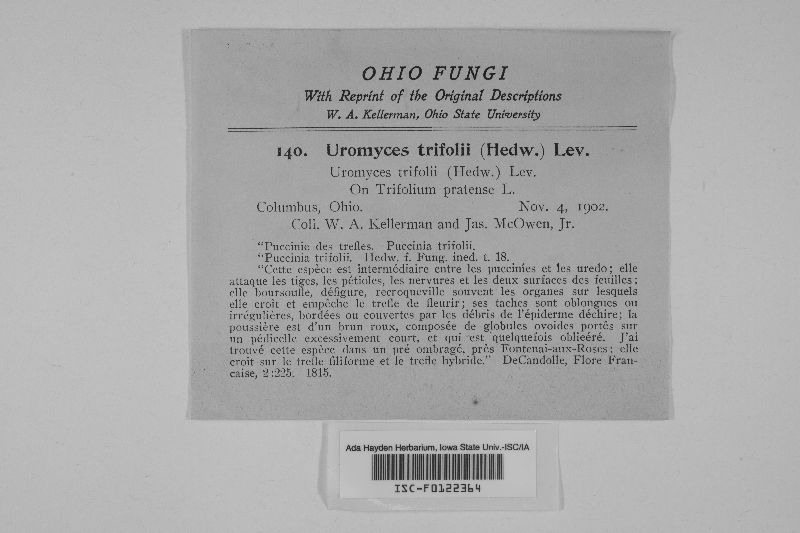 OHIO FUNGI
With Reprint of the Original Descriptions
W. A. Kellerman, Ohio State University
140. Uromyces trifolii (Hedw.) Lev.
Uromyces trifolii (Hedw.) Lev.
On Trifolium pratense L.
Columbus, Ohio. Nov. 4, 1902.
Coll. W. A. Kellerman and Jas. McOwen, Jr.
"Puccinie des trefles. Puccinia trifolii.
"Puccinia trifolii. Hedw. f. Fung. ined. t. 18.
"Cette espèce est intermédiaire entre les puccinies et les uredo; elle
attaque les tiges, les pétioles, les nervures et les deux surfaces des feuilles;
elle boursoufle, défigure, recroqueville souvent les organes sur lesquels
elle croit et empêche le trefle de fleurir; ses taches sont oblongues ou
irrégulières, bordées ou couvertes par les débris de l'épiderme déchire; la
poussière est d'un brun roux, composée de globules ovoides portés sur
un pédicelle excessivement court, et qui est quelquefois oblieéré. J'ai
trouvé cette espèce dans un pré ombragé, près Fontenai-aux-Roses; elle
croit sur le trefle filiforme et le trefle hybride." DeCandolle, Flore Fran-
caise, 2:225. 1815.
Ada Hayden Herbarium, Iowa State Univ.-ISC/IA
ISC-F0122364